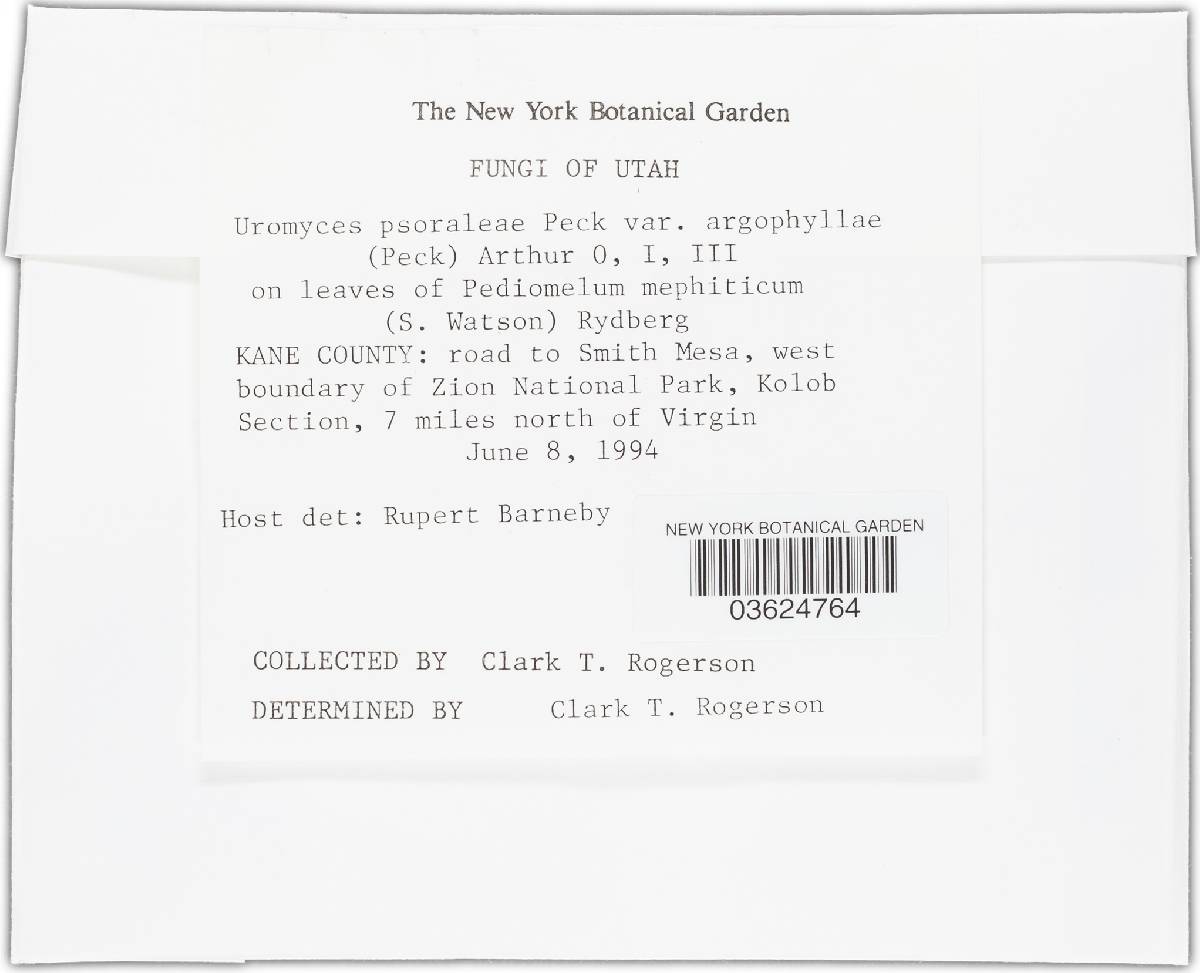 The New York Botanical Garden
FUNGI OF UTAH
Uromyces psoraleae Peck var. argophyllae
(Peck) Arthur 0, I, III
on leaves of Pediomelum mephiticum
(S. Watson) Rydberg
KANE COUNTY: road to Smith Mesa, west
boundary of Zion National Park, Kolob
Section, 7 miles north of Virgin
June 8, 1994
Host det: Rupert Barneby
NEW YORK BOTANICAL GARDEN
03624764
COLLECTED BY Clark T. Rogerson
DETERMINED BY Clark T. Rogerson